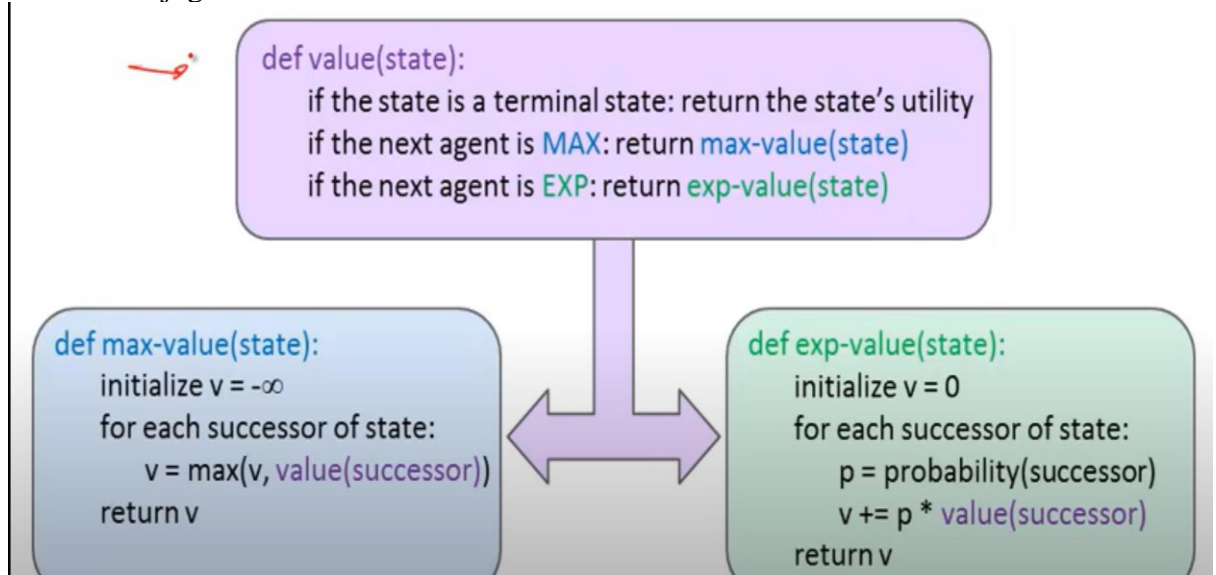 def value(state):
if the state is a terminal state: return the state's utility
if the next agent is MAX: return max-value(state)
if the next agent is EXP: return exp-value(state)
def max-value(state):
initialize v = -∞
for each successor of state:
v = max(v, value(successor))
return v
def exp-value(state):
initialize v = 0
for each successor of state:
p = probability(successor)
v += p * value(successor)
return v